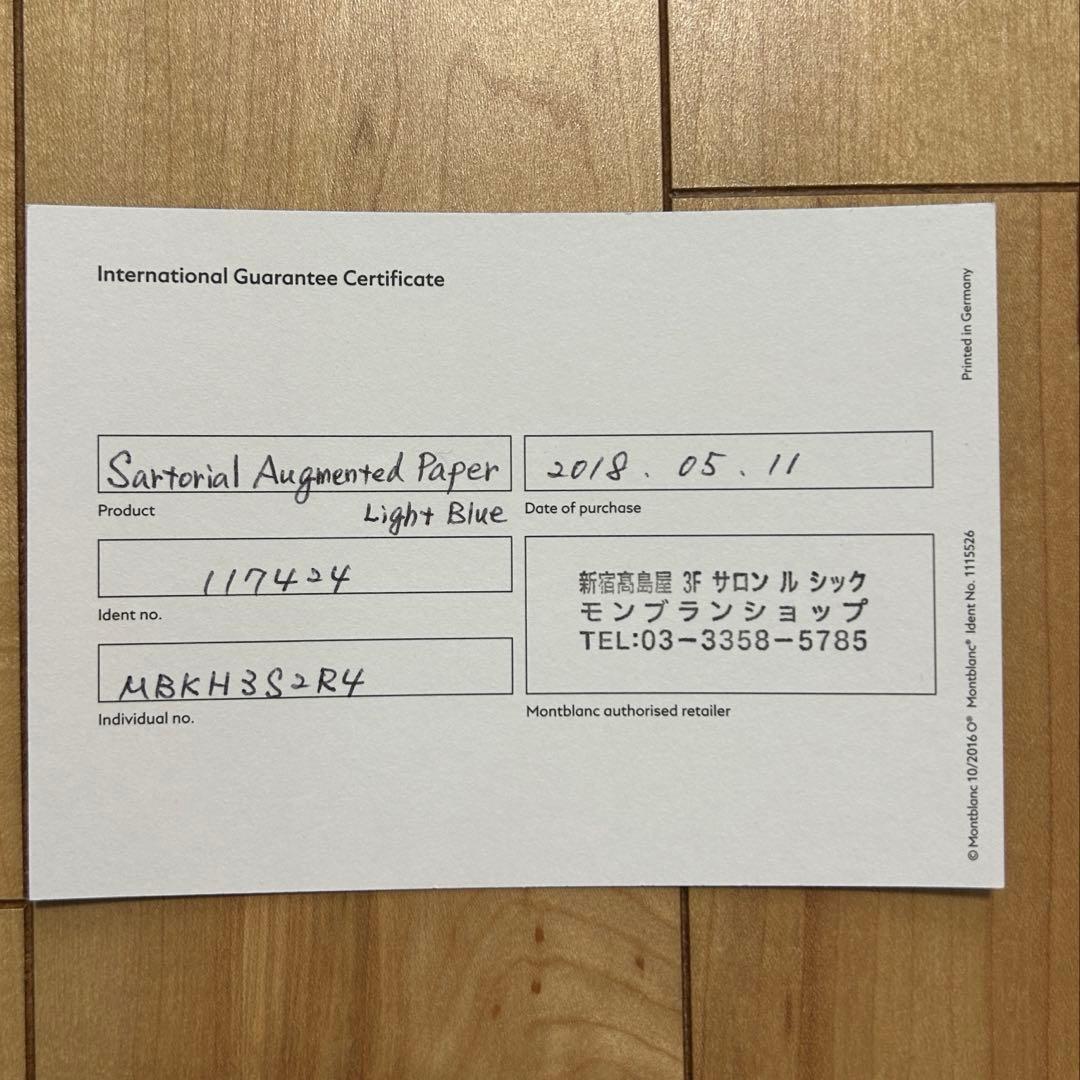 International Guarantee Certificate
Sartorial Augmented Paper
Product
Light Blue
2018.05.11
Date of purchase
117424
Ident no.
MBKH3S2R4
Individual no.
新宿髙島屋 3F サロン ル シック
モンブランショップ
TEL:03-3358-5785
Montblanc authorised retailer
Printed in Germany
© Montblanc 10/2016 O® Montblanc® Ident No. 1115526